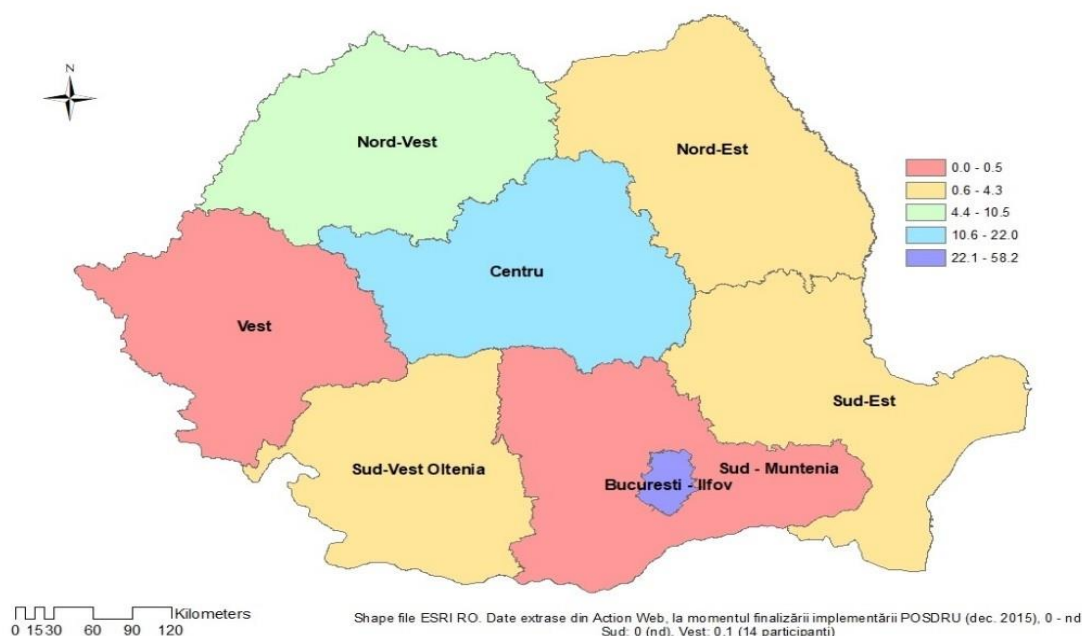 N
Nord-Vest
Nord-Est
0.0 - 0.5
0.6 - 4.3
4.4 - 10.5
10.6 - 22.0
22.1 - 58.2
Centru
Vest
Sud-Est
Sud-Vest Oltenia
Sud - Muntenia
Bucuresti - Ilfov
Kilometers
0 15 30 60 90 120
Shape file ESRI RO. Date extrase din Action Web, la momentul finalizării implementării POSDRU (dec. 2015), 0 - nd
Sud: 0 (nd), Vest: 0,1 (14 participanti)